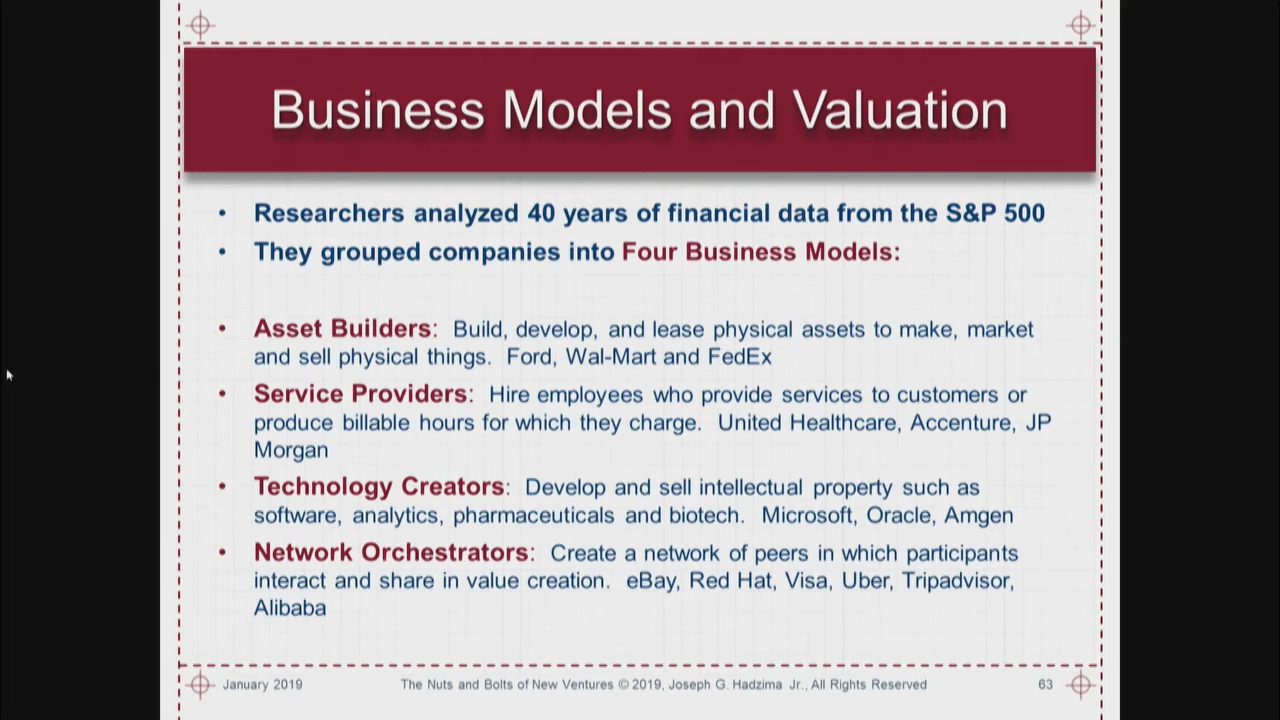 Business Models and Valuation
• Researchers analyzed 40 years of financial data from the S&P 500
• They grouped companies into Four Business Models:
• Asset Builders: Build, develop, and lease physical assets to make, market
and sell physical things. Ford, Wal-Mart and FedEx
• Service Providers: Hire employees who provide services to customers or
produce billable hours for which they charge. United Healthcare, Accenture, JP
Morgan
• Technology Creators: Develop and sell intellectual property such as
software, analytics, pharmaceuticals and biotech. Microsoft, Oracle, Amgen
• Network Orchestrators: Create a network of peers in which participants
interact and share in value creation. eBay, Red Hat, Visa, Uber, Tripadvisor,
Alibaba
January 2019 The Nuts and Bolts of New Ventures © 2019, Joseph G. Hadzima Jr., All Rights Reserved 63